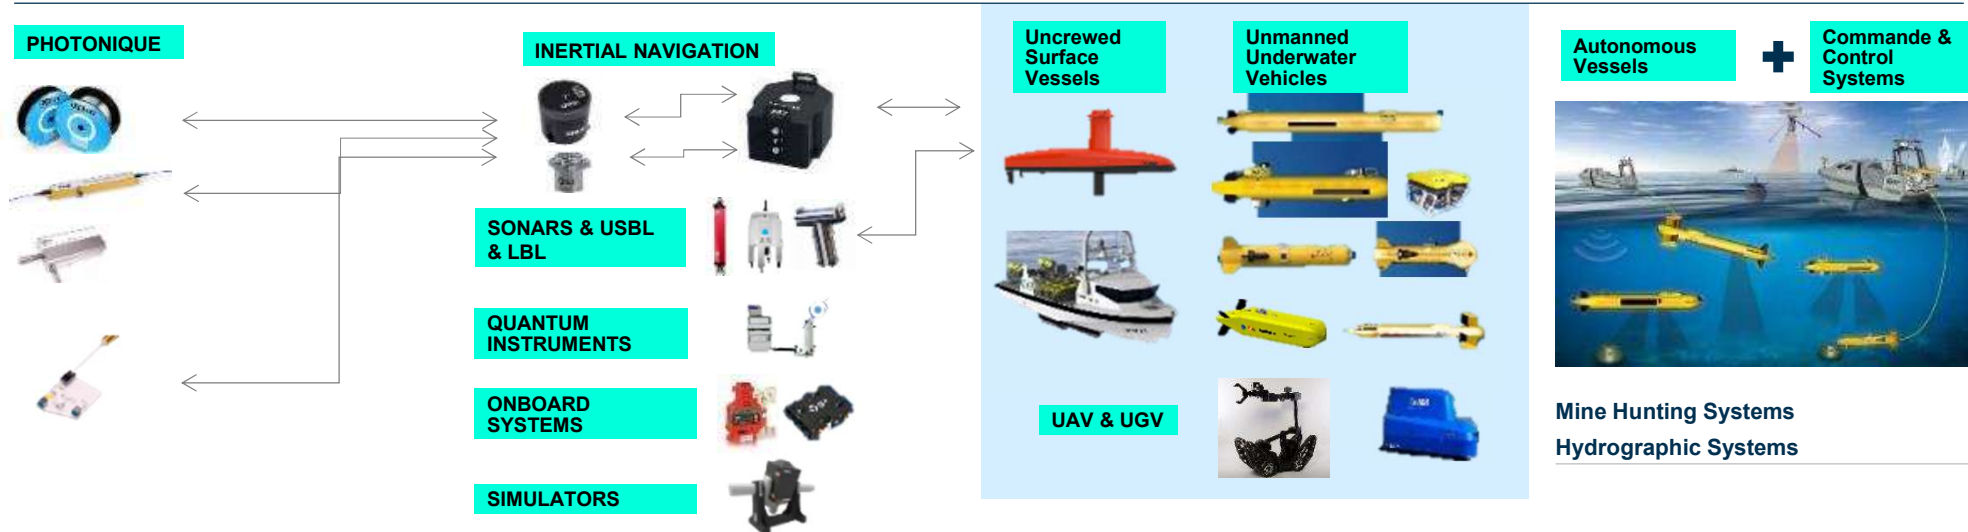 PHOTONIQUE
INERTIAL NAVIGATION
SONARS & USBL
& LBL
QUANTUM
INSTRUMENTS
ONBOARD
SYSTEMS
SIMULATORS
Uncrewed
Surface
Vessels
Unmanned
Underwater
Vehicles
UAV & UGV
Autonomous
Vessels
Commande &
Control
Systems
Mine Hunting Systems
Hydrographic Systems